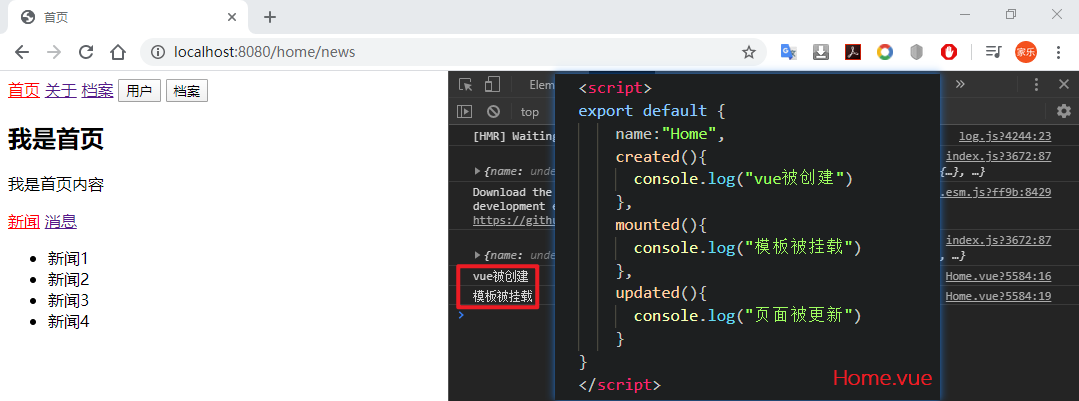 首页
localhost:8080/home/news
家乐
首页 关于 档案 用户 档案
我是首页
我是首页内容
新闻 消息
新闻1
新闻2
新闻3
新闻4
Elem
top
[HMR] Waiting
log.js?4244:23
index.js?3672:87
{name: unde
{…}, …}
Download the
.esm.js?ff9b:8429
development e
https://githu
index.js?3672:87
{name: unde
, …}
vue被创建
Home.vue?5584:16
模板被挂载
Home.vue?5584:19
<script>
export default {
name:"Home",
created(){
console.log("vue被创建")
},
mounted(){
console.log("模板被挂载")
},
updated(){
console.log("页面被更新")
}
}
</script>
Home.vue